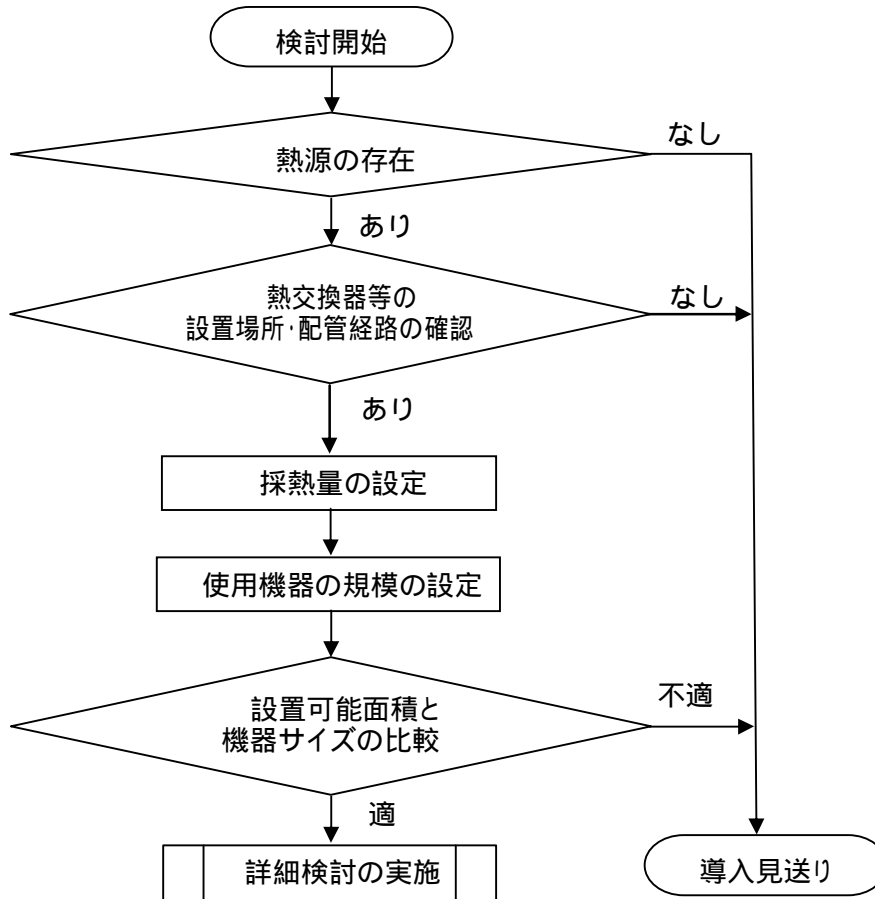 検討開始
熱源の存在
なし
あり
熱交換器等の
設置場所・配管経路の確認
なし
あり
採熱量の設定
使用機器の規模の設定
設置可能面積と
機器サイズの比較
不適
適
詳細検討の実施
導入見送り